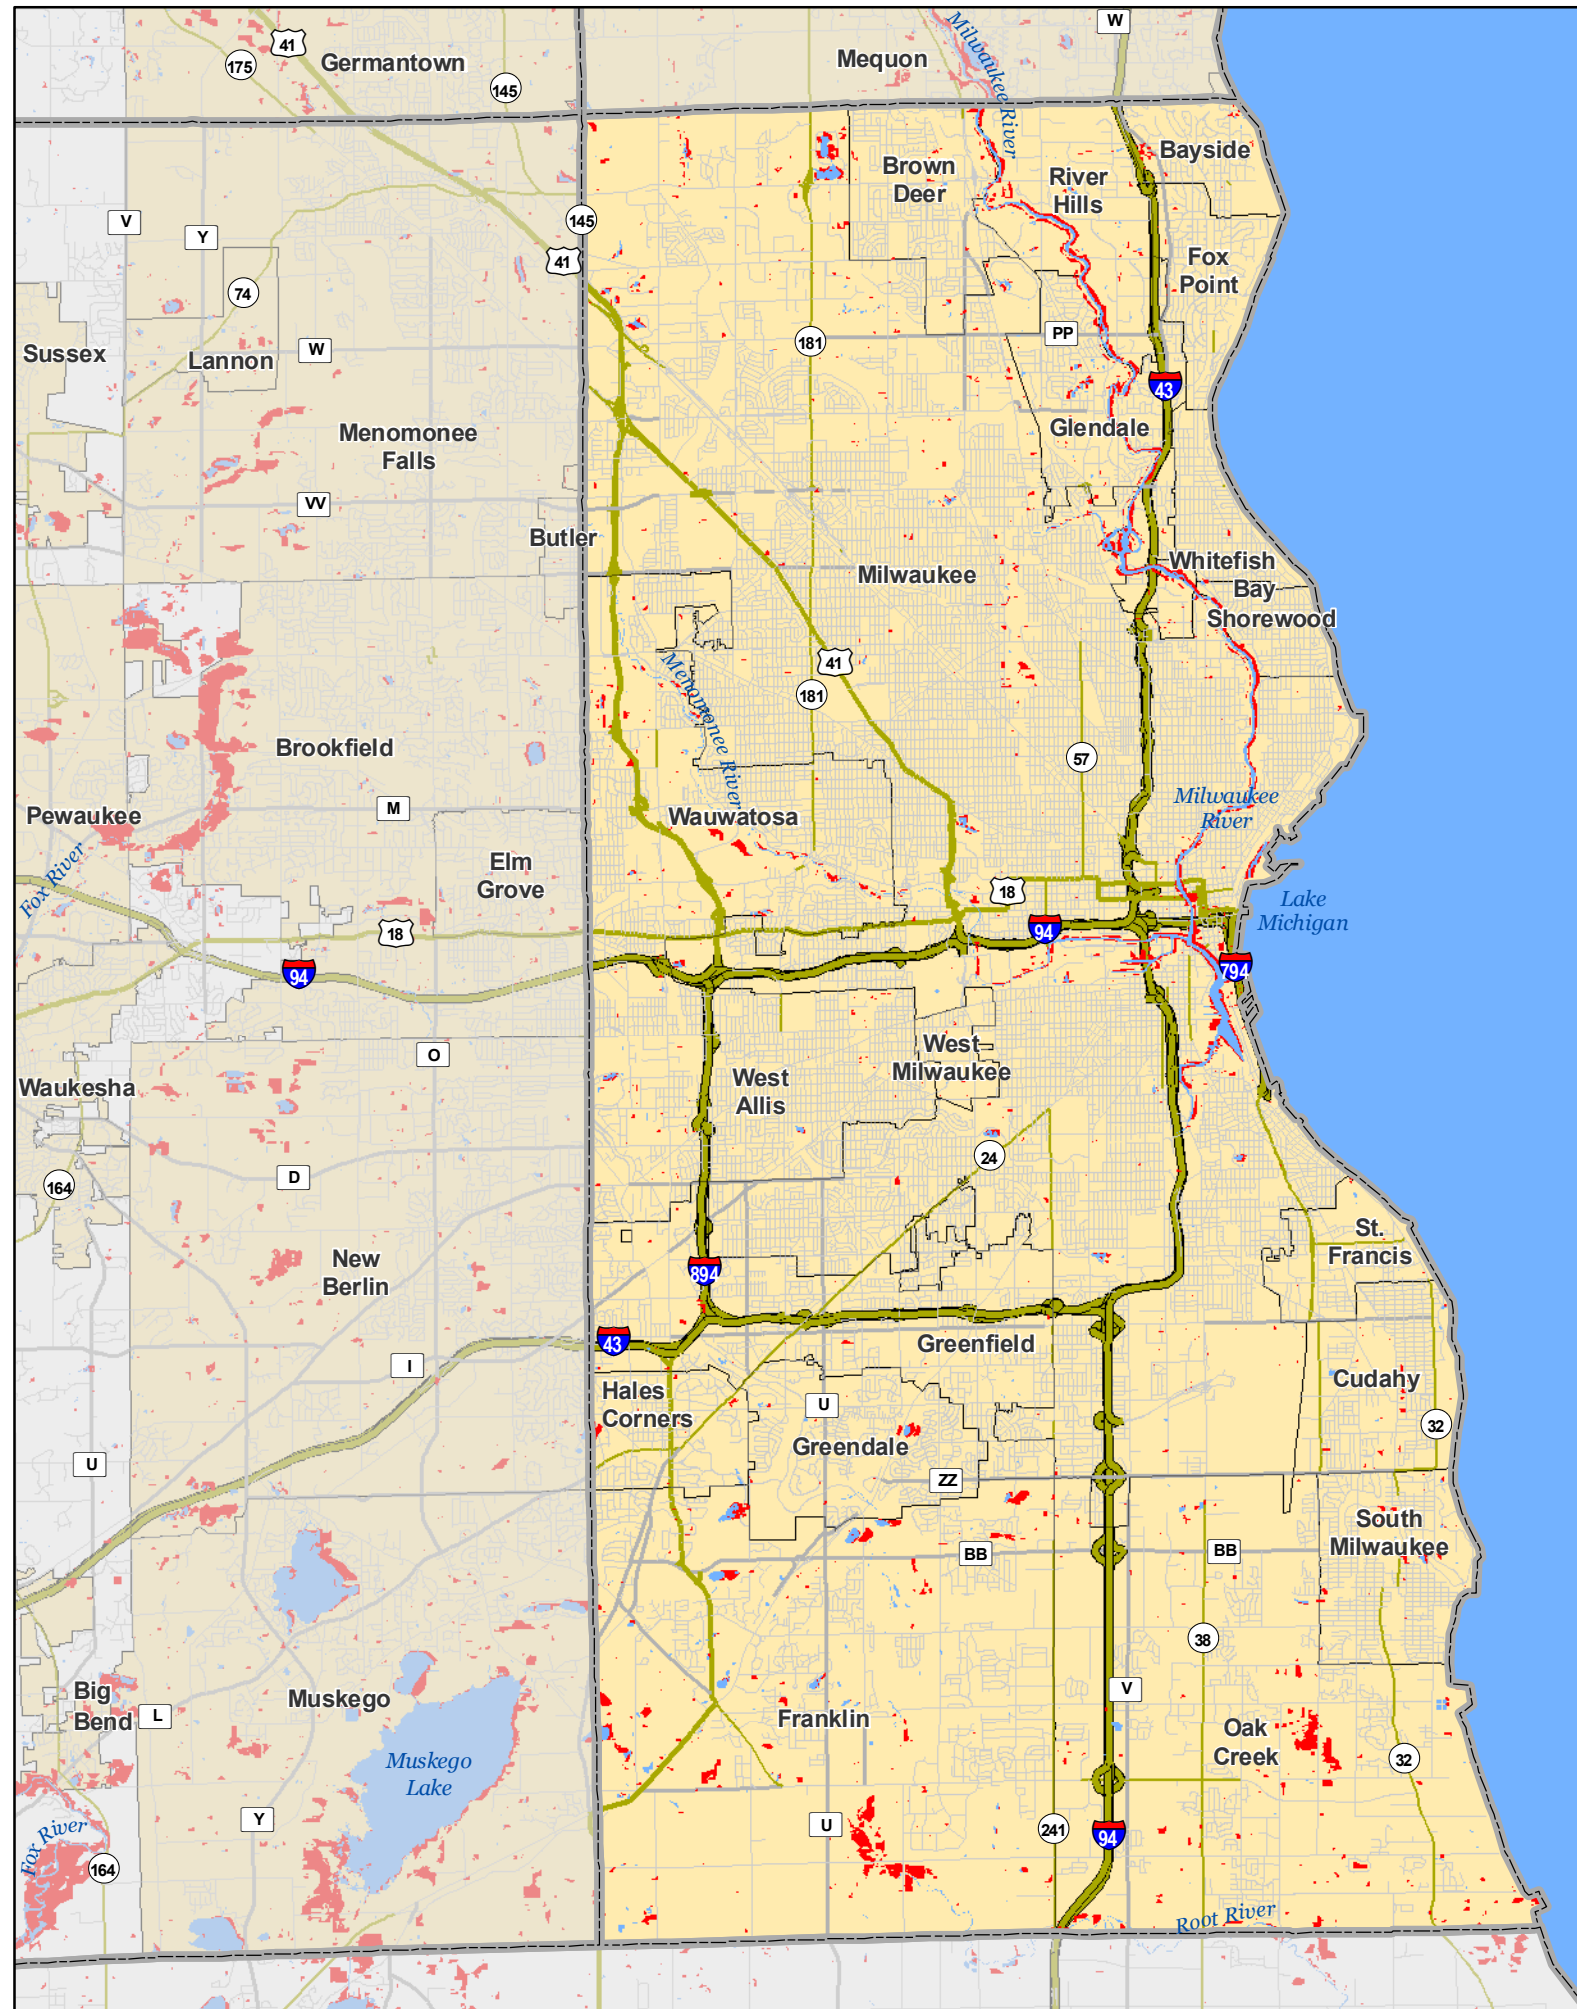 W
41
Germantown
175
145
Mequon
Milwaukee River
Bayside
Brown
Deer
River
Hills
V
Y
145
41
Fox
Point
74
181
PP
Sussex
Lannon
W
43
Menomonee
Falls
Glendale
VV
Butler
Milwaukee
Whitefish
Bay
Shorewood
Menomonee River
41
181
Brookfield
57
Pewaukee
M
Wauwatosa
Milwaukee
River
Fox River
Elm
Grove
18
18
94
Lake
Michigan
94
794
O
West
Milwaukee
Waukesha
West
Allis
24
164
D
St.
Francis
New
Berlin
894
43
Greenfield
I
Hales
Corners
U
Cudahy
32
Greendale
U
ZZ
South
Milwaukee
BB
BB
38
Big
Bend
L
Muskego
V
Franklin
Oak
Creek
Muskego
Lake
32
Y
U
241
94
Fox River
164
Root River